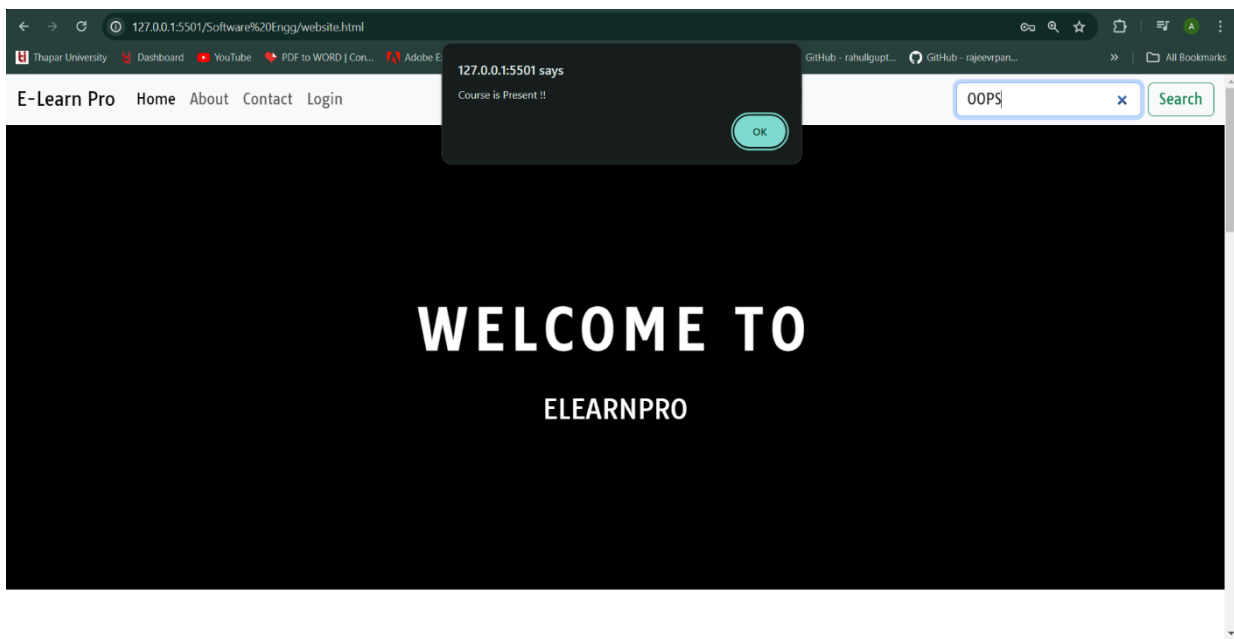 127.0.0.1:5501/Software%20Engg/website.html
A
Thapar University Dashboard YouTube PDF to WORD | Con... Adobe E GitHub - rahullgupt... GitHub - rajeevrpan... » All Bookmarks
127.0.0.1:5501 says
Course is Present !!
OK
E-Learn Pro Home About Contact Login OOPS Search
WELCOME TO
ELEARNPRO